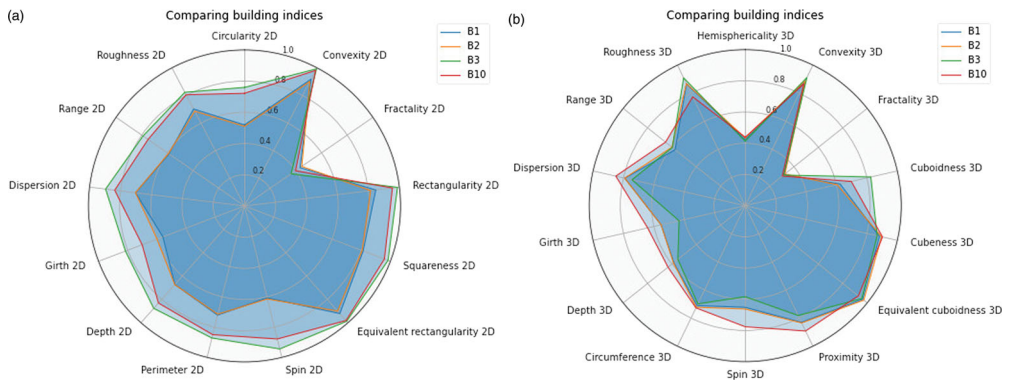 (a)
Comparing building indices
B1
B2
B3
B10
Circularity 2D
Convexity 2D
Fractality 2D
Rectangularity 2D
Squareness 2D
Equivalent rectangularity 2D
Spin 2D
Perimeter 2D
Depth 2D
Girth 2D
Dispersion 2D
Range 2D
Roughness 2D
1.0
0.8
0.6
0.4
0.2
(b)
Comparing building indices
B1
B2
B3
B10
Hemisphericality 3D
Convexity 3D
Fractality 3D
Cuboidness 3D
Cubeness 3D
Equivalent cuboidness 3D
Proximity 3D
Spin 3D
Circumference 3D
Depth 3D
Girth 3D
Dispersion 3D
Range 3D
Roughness 3D
1.0
0.8
0.6
0.4
0.2